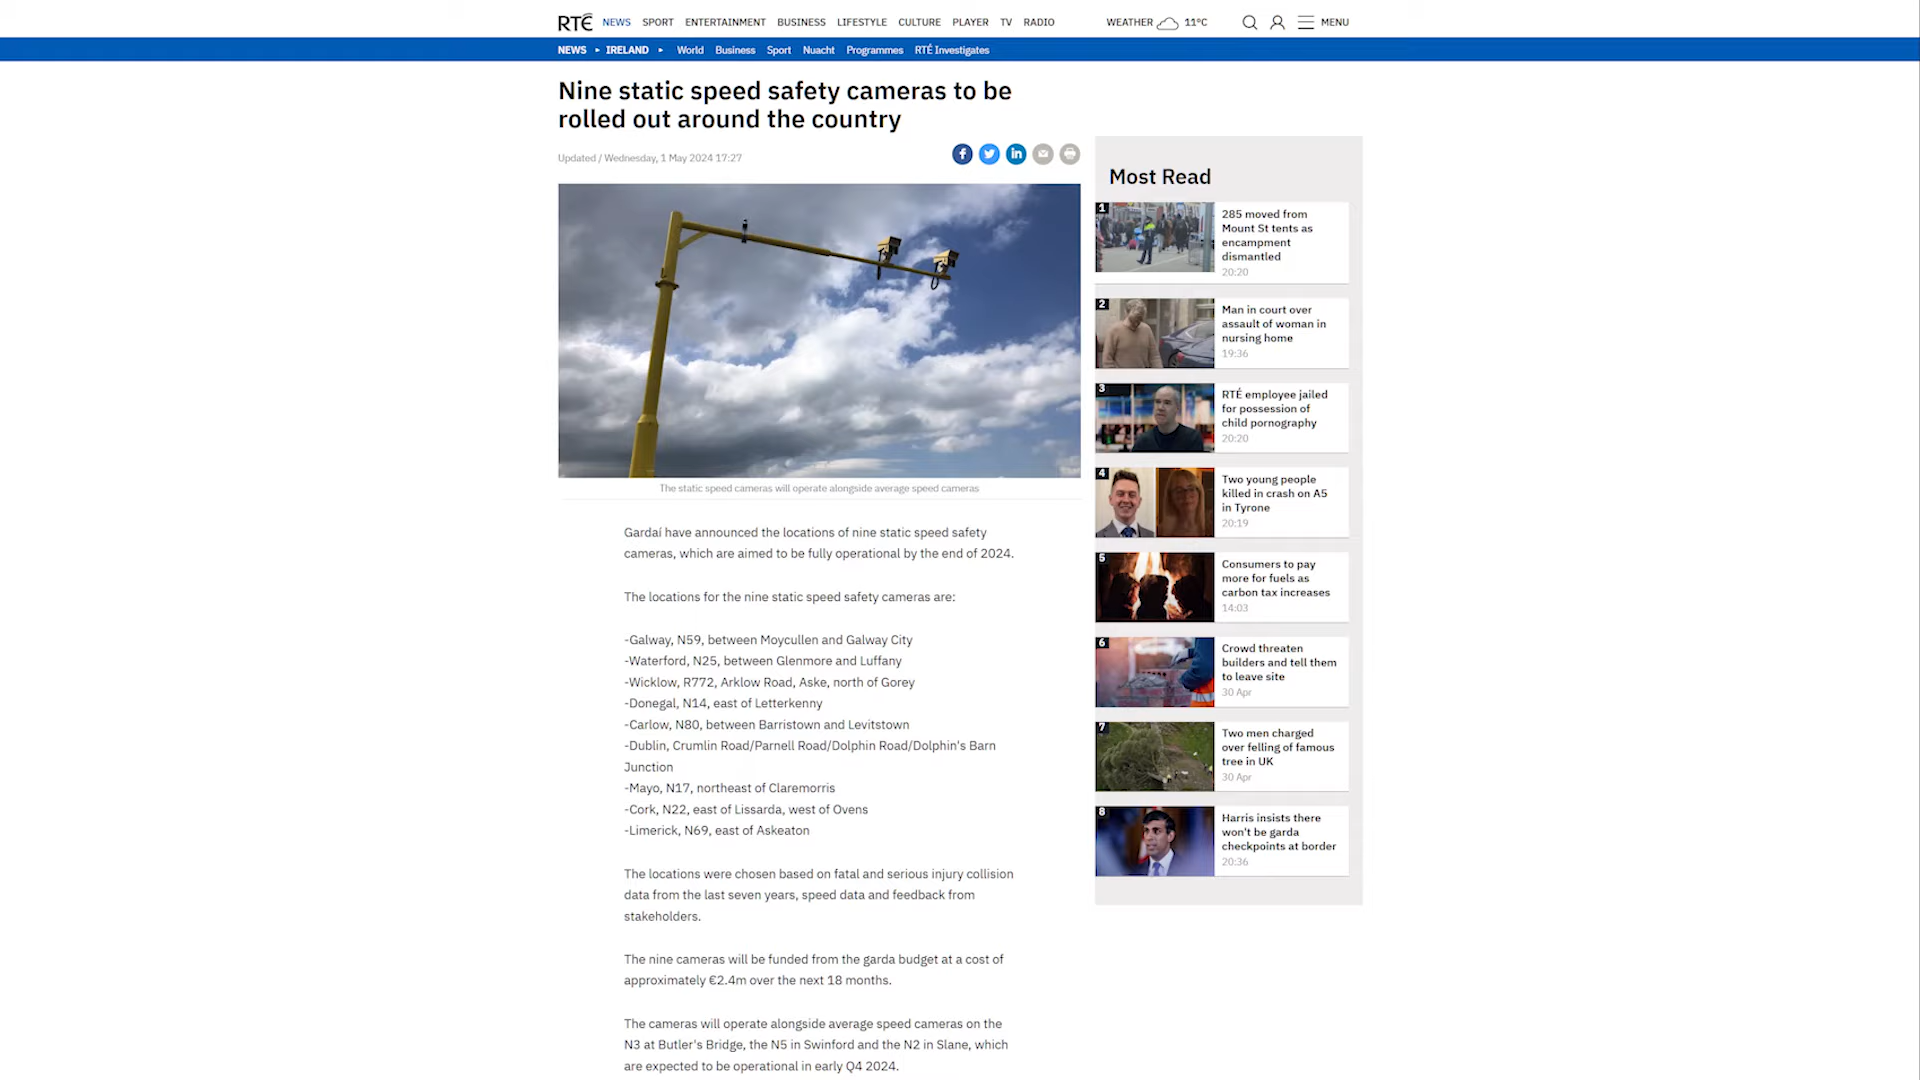 RTÉ NEWS SPORT ENTERTAINMENT BUSINESS LIFESTYLE CULTURE PLAYER TV RADIO WEATHER 11°C MENU
NEWS ▸ IRELAND ▸ World Business Sport Nuacht Programmes RTÉ Investigates
Nine static speed safety cameras to be
rolled out around the country
Updated / Wednesday, 1 May 2024 17:27
The static speed cameras will operate alongside average speed cameras
Gardaí have announced the locations of nine static speed safety
cameras, which are aimed to be fully operational by the end of 2024.
The locations for the nine static speed safety cameras are:
-Galway, N59, between Moycullen and Galway City
-Waterford, N25, between Glenmore and Luffany
-Wicklow, R772, Arklow Road, Aske, north of Gorey
-Donegal, N14, east of Letterkenny
-Carlow, N80, between Barristown and Levitstown
-Dublin, Crumlin Road/Parnell Road/Dolphin Road/Dolphin's Barn
Junction
-Mayo, N17, northeast of Claremorris
-Cork, N22, east of Lissarda, west of Ovens
-Limerick, N69, east of Askeaton
The locations were chosen based on fatal and serious injury collision
data from the last seven years, speed data and feedback from
stakeholders.
The nine cameras will be funded from the garda budget at a cost of
approximately €2.4m over the next 18 months.
The cameras will operate alongside average speed cameras on the
N3 at Butler's Bridge, the N5 in Swinford and the N2 in Slane, which
are expected to be operational in early Q4 2024.
Most Read
1
285 moved from
Mount St tents as
encampment
dismantled
20:20
2
Man in court over
assault of woman in
nursing home
19:36
3
RTÉ employee jailed
for possession of
child pornography
20:20
4
Two young people
killed in crash on A5
in Tyrone
20:19
5
Consumers to pay
more for fuels as
carbon tax increases
14:03
6
Crowd threaten
builders and tell them
to leave site
30 Apr
7
Two men charged
over felling of famous
tree in UK
30 Apr
8
Harris insists there
won't be garda
checkpoints at border
20:36